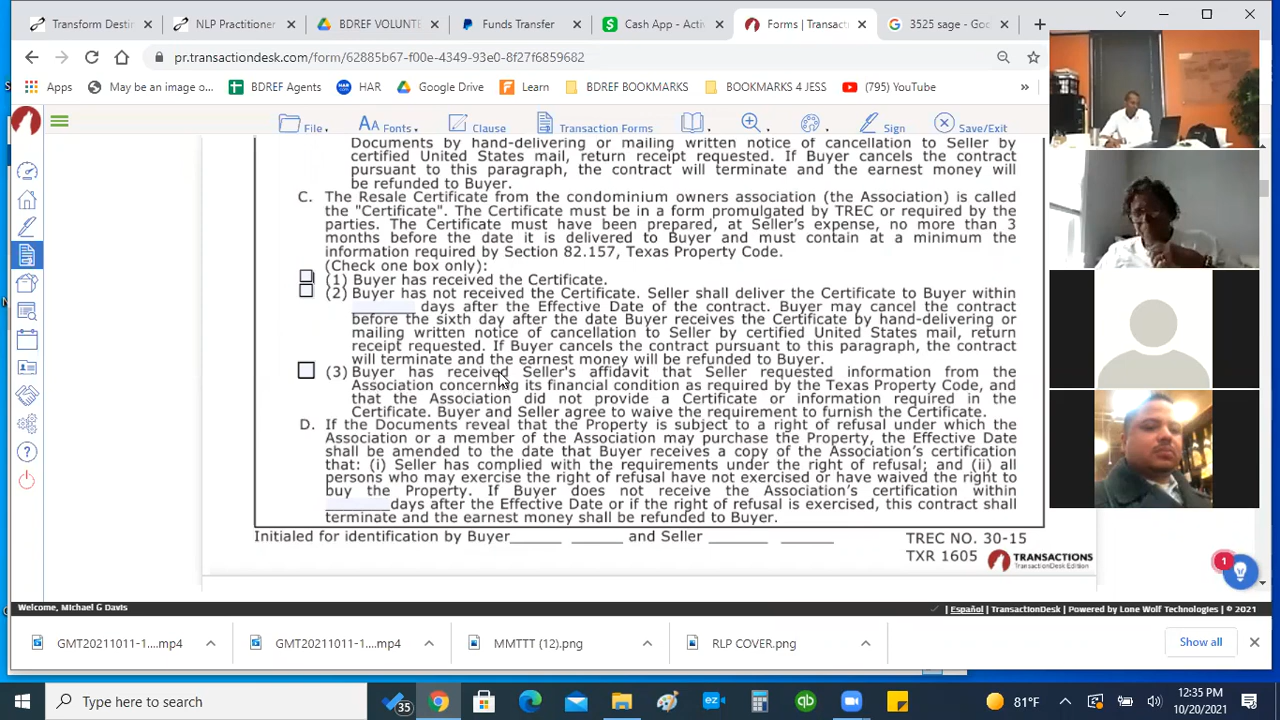 Transform Desti
NLP Practitioner
BDREF VOLUNT
Funds Transfer
Cash App - Activ
Forms | Transact
3525 sage - Goo
pr.transactiondesk.com/form/62885b67-f00e-4349-93e0-8f27f6859682
Apps
May be an image o...
BDREF Agents
HAR
Google Drive
Learn
BDREF BOOKMARKS
BOOKMARKS 4 JESS
(795) YouTube
»
File
Fonts
Clause
Transaction Forms
Sign
Save/Exit
Documents by hand-delivering or mailing written notice of cancellation to Seller by
certified United States mail, return receipt requested. If Buyer cancels the contract
pursuant to this paragraph, the contract will terminate and the earnest money will
be refunded to Buyer.
C. The Resale Certificate from the condominium owners association (the Association) is called
the "Certificate". The Certificate must be in a form promulgated by TREC or required by the
parties. The Certificate must have been prepared, at Seller's expense, no more than 3
months before the date it is delivered to Buyer and must contain at a minimum the
information required by Section 82.157, Texas Property Code.
(Check one box only):
(1) Buyer has received the Certificate.
(2) Buyer has not received the Certificate. Seller shall deliver the Certificate to Buyer within
______ days after the Effective Date of the contract. Buyer may cancel the contract
before the sixth day after the date Buyer receives the Certificate by hand-delivering or
mailing written notice of cancellation to Seller by certified United States mail, return
receipt requested. If Buyer cancels the contract pursuant to this paragraph, the contract
will terminate and the earnest money will be refunded to Buyer.
(3) Buyer has received Seller's affidavit that Seller requested information from the
Association concerning its financial condition as required by the Texas Property Code, and
that the Association did not provide a Certificate or information required in the
Certificate. Buyer and Seller agree to waive the requirement to furnish the Certificate.
D. If the Documents reveal that the Property is subject to a right of refusal under which the
Association or a member of the Association may purchase the Property, the Effective Date
shall be amended to the date that Buyer receives a copy of the Association's certification
that: (i) Seller has complied with the requirements under the right of refusal; and (ii) all
persons who may exercise the right of refusal have not exercised or have waived the right to
buy the Property. If Buyer does not receive the Association's certification within
______days after the Effective Date or if the right of refusal is exercised, this contract shall
terminate and the earnest money shall be refunded to Buyer.
Initialed for identification by Buyer______ ______ and Seller ______ ______
TREC NO. 30-15
TXR 1605
TRANSACTIONS
TransactionDesk Edition
1
Welcome, Michael G Davis
| Español | TransactionDesk | Powered by Lone Wolf Technologies | © 2021
GMT20211011-1....mp4
GMT20211011-1....mp4
MMTTT (12).png
RLP COVER.png
Show all
Type here to search
35
ez
qb
81°F
12:35 PM
10/20/2021